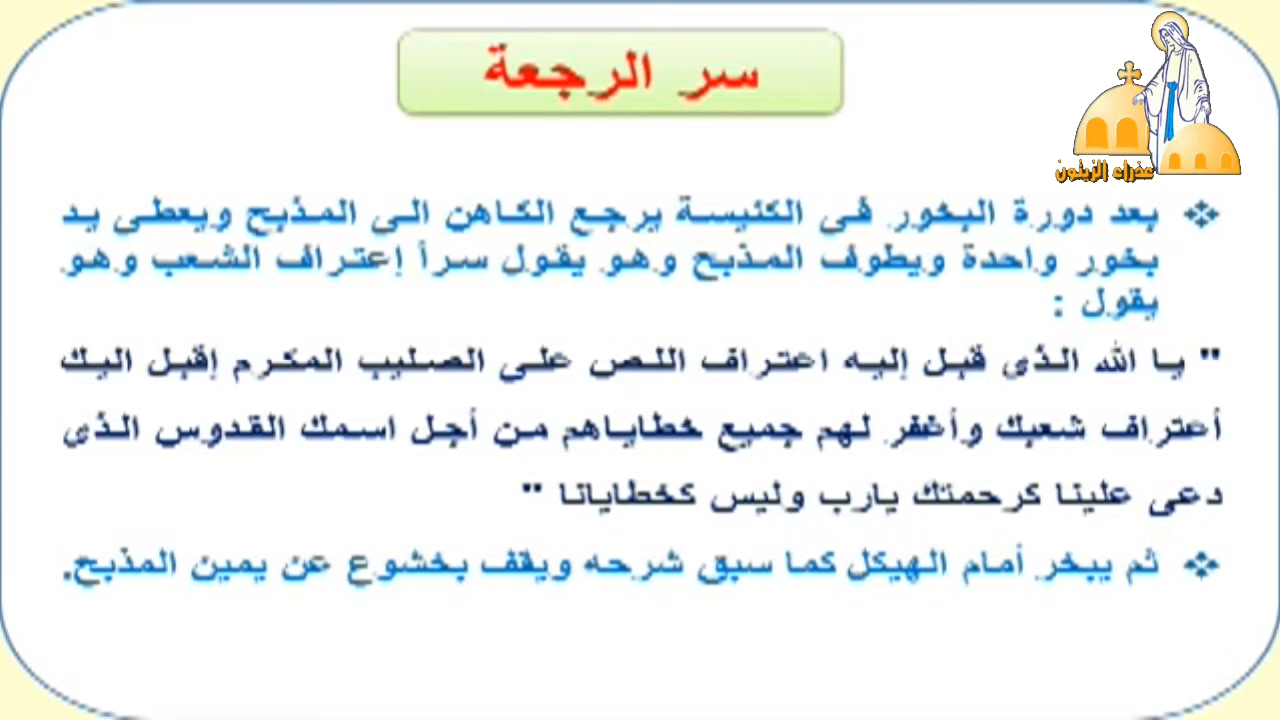 سر الرجعة
عذراء الزيتون
بعد دورة البخور فى الكنيسة يرجع الكاهن الى المذبح ويعطى يد
بخور واحدة ويطوف المذبح وهو يقول سراً إعتراف الشعب وهو
يقول :
" يا الله الذى قبل إليه اعتراف اللص على الصليب المكرم إقبل اليك
أعتراف شعبك وأغفر لهم جميع خطاياهم من أجل اسمك القدوس الذى
دعى علينا كرحمتك يارب وليس كخطايانا "
ثم يبخر أمام الهيكل كما سبق شرحه ويقف بخشوع عن يمين المذبح.